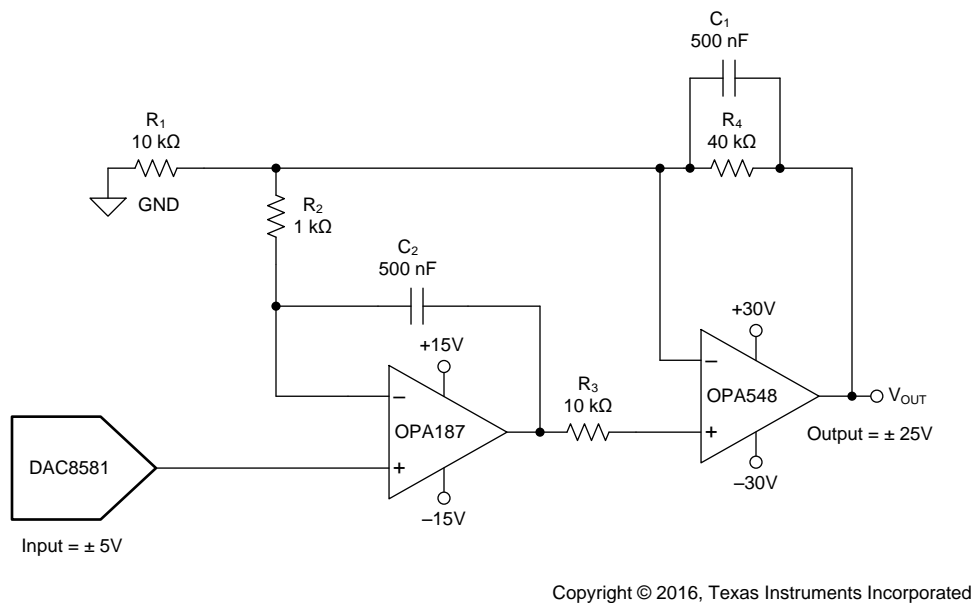 C₁
500 nF
R₁
10 kΩ
R₄
40 kΩ
GND
R₂
1 kΩ
C₂
500 nF
+15V
+30V
R₃
10 kΩ
–
OPA187
+
–
OPA548
+
V_OUT
Output = ± 25V
DAC8581
–15V
–30V
Input = ± 5V
Copyright © 2016, Texas Instruments Incorporated